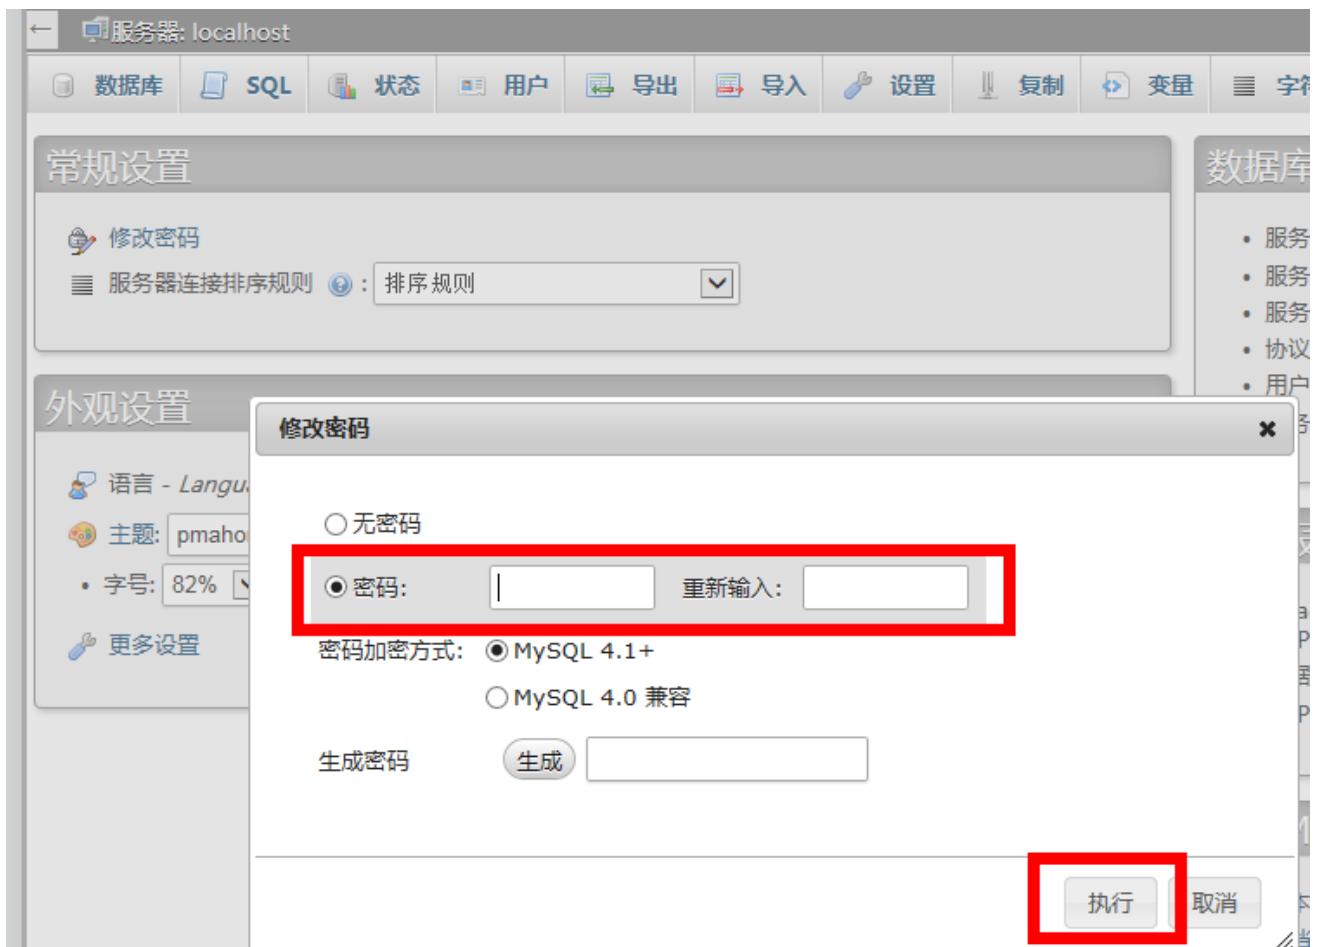 ← 服务器: localhost
数据库 SQL 状态 用户 导出 导入 设置 复制 变量
常规设置
修改密码
服务器连接排序规则 : 排序规则
数据库
• 服务
• 服务
• 服务
• 协议
• 用户
外观设置
语言 - Langu
主题: pmaho
• 字号: 82%
更多设置
修改密码
无密码
密码: 重新输入:
密码加密方式: MySQL 4.1+
MySQL 4.0 兼容
生成密码 生成
执行 取消